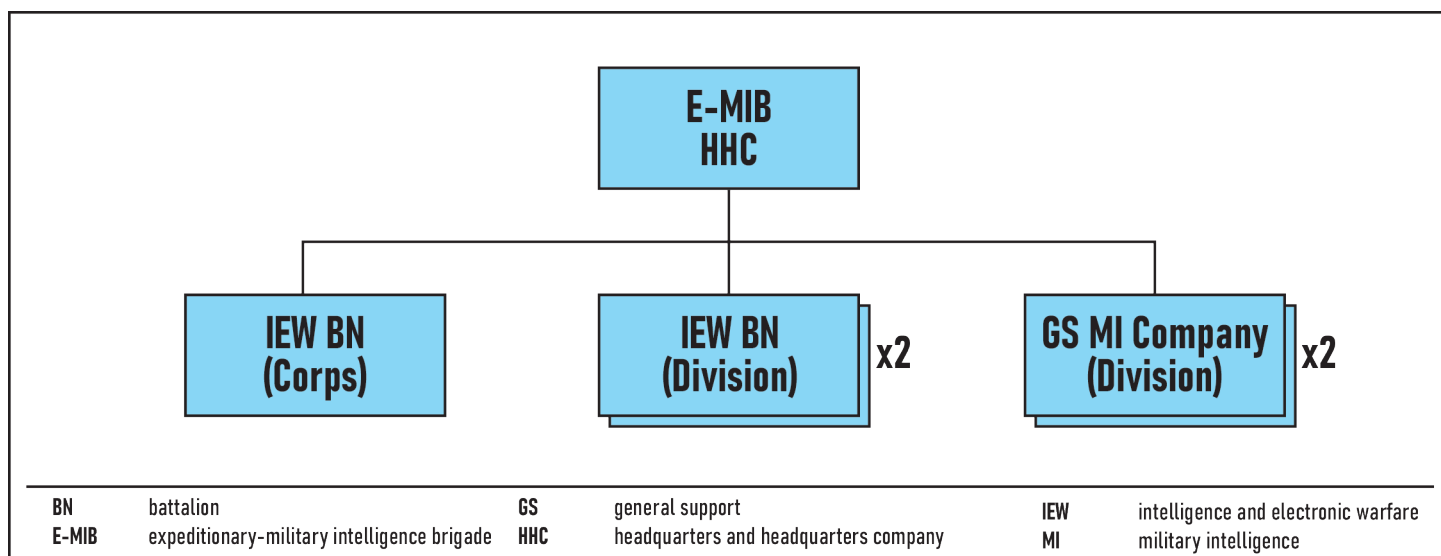 E-MIB
HHC
IEW BN
(Corps)
IEW BN
(Division)
x2
GS MI Company
(Division)
x2
BN battalion
E-MIB expeditionary-military intelligence brigade
GS general support
HHC headquarters and headquarters company
IEW intelligence and electronic warfare
MI military intelligence